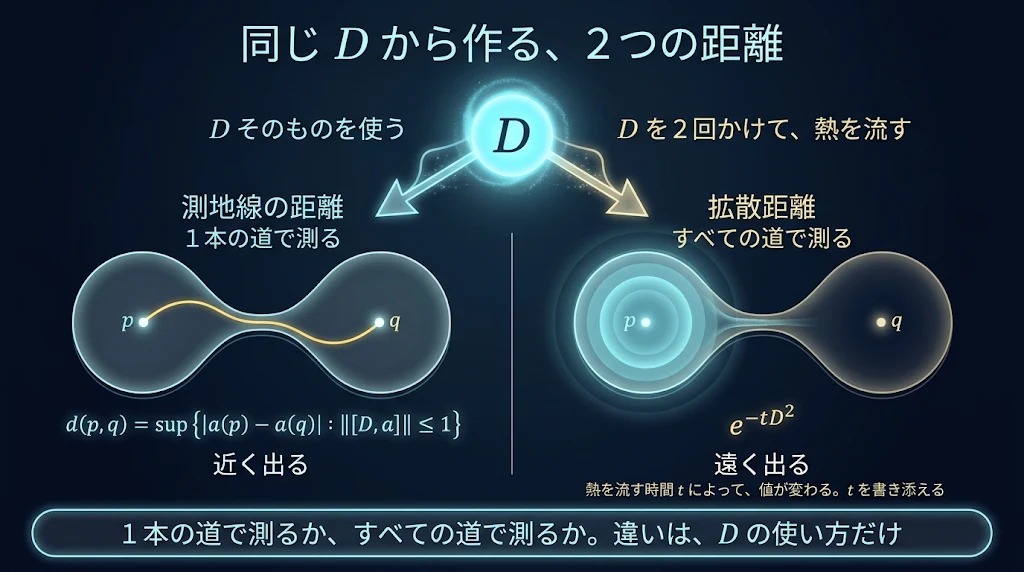 同じ D から作る、２つの距離
D そのものを使う
D
D を２回かけて、熱を流す
測地線の距離
１本の道で測る
p
q
d(p, q) = sup {|a(p) − a(q)| : ‖[D, a]‖ ≤ 1}
近く出る
拡散距離
すべての道で測る
p
q
e^{−tD²}
遠く出る
熱を流す時間 t によって、値が変わる。t を書き添える
１本の道で測るか、すべての道で測るか。違いは、D の使い方だけ